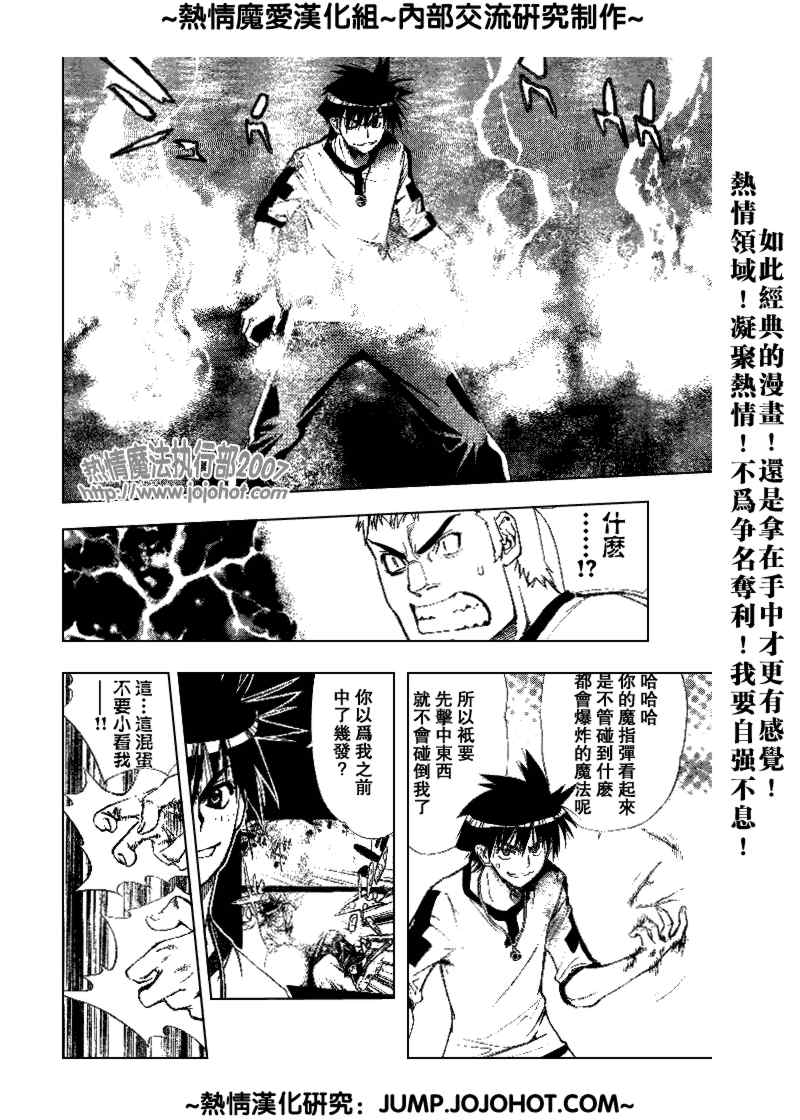 ~熱情魔愛漢化組~內部交流研究制作~
如此經典的漫畫！還是拿在手中才更有感覺！
熱情領域！凝聚熱情！不爲争名奪利！我要自强不息！
熱情魔法执行部2007
http://www.jojohot.com
什麽
……!?
哈哈哈
你的魔指彈看起來
是不管碰到什麽
都會爆炸的魔法呢
所以衹要
先擊中東西
就不會碰倒我了
你以爲我之前
中了幾發？
這…這混蛋
不要小看我
——!!
~熱情漢化研究：JUMP.JOJOHOT.COM~